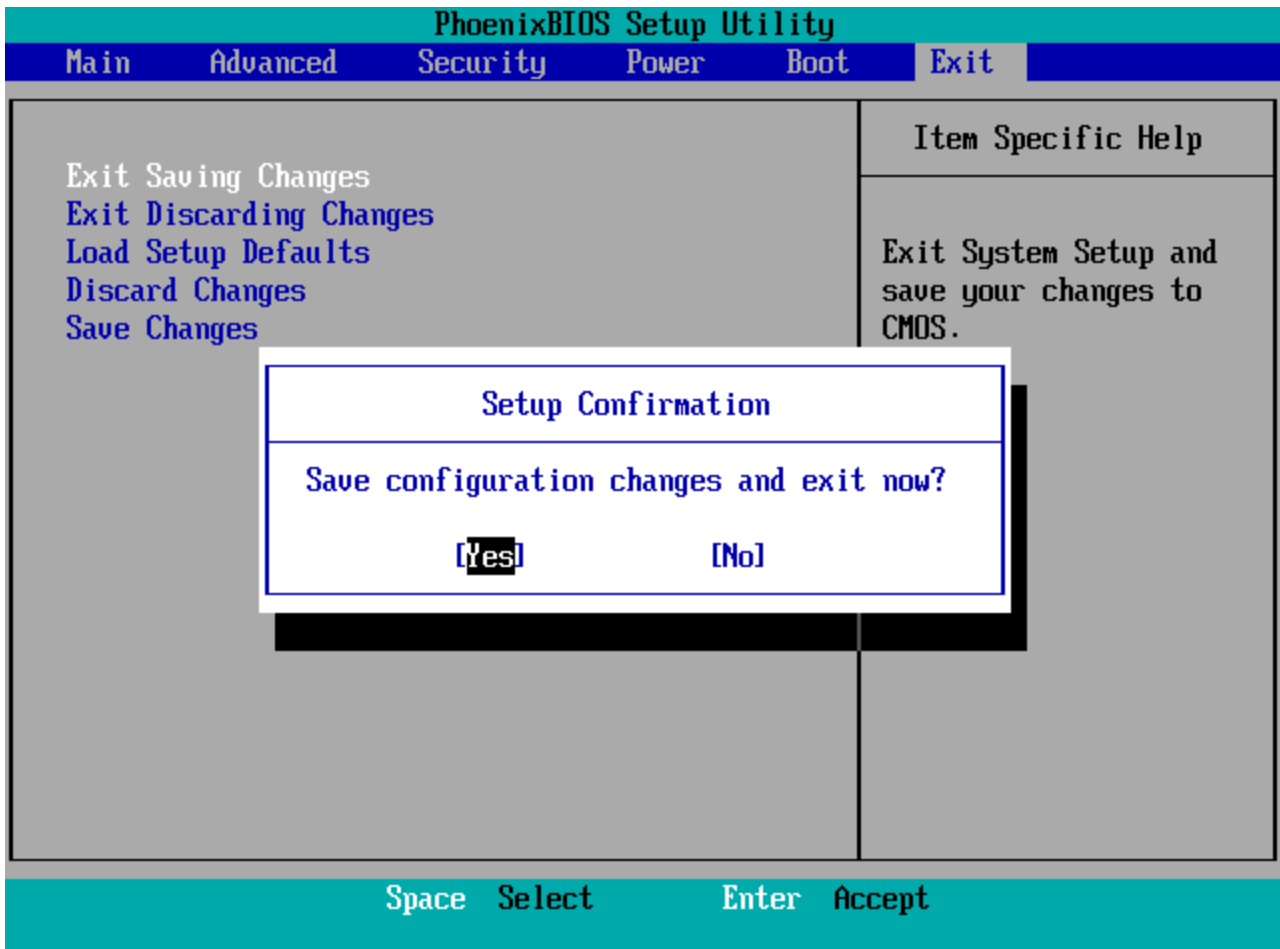 PhoenixBIOS Setup Utility
Main Advanced Security Power Boot Exit
Exit Saving Changes
Exit Discarding Changes
Load Setup Defaults
Discard Changes
Save Changes
Item Specific Help
Exit System Setup and
save your changes to
CMOS.
Setup Confirmation
Save configuration changes and exit now?
[Yes] [No]
Space Select Enter Accept